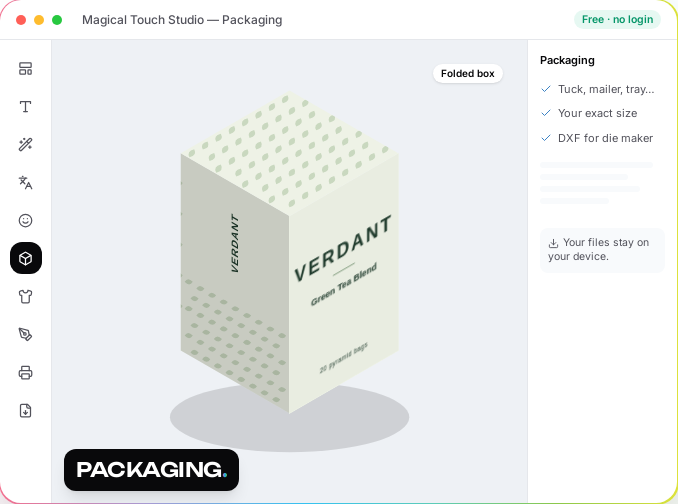 Magical Touch Studio — Packaging
Free · no login
Folded box
Packaging
Tuck, mailer, tray...
Your exact size
DXF for die maker
Your files stay on
your device.
VERDANT
VERDANT
Green Tea Blend
20 pyramid bags
PACKAGING.